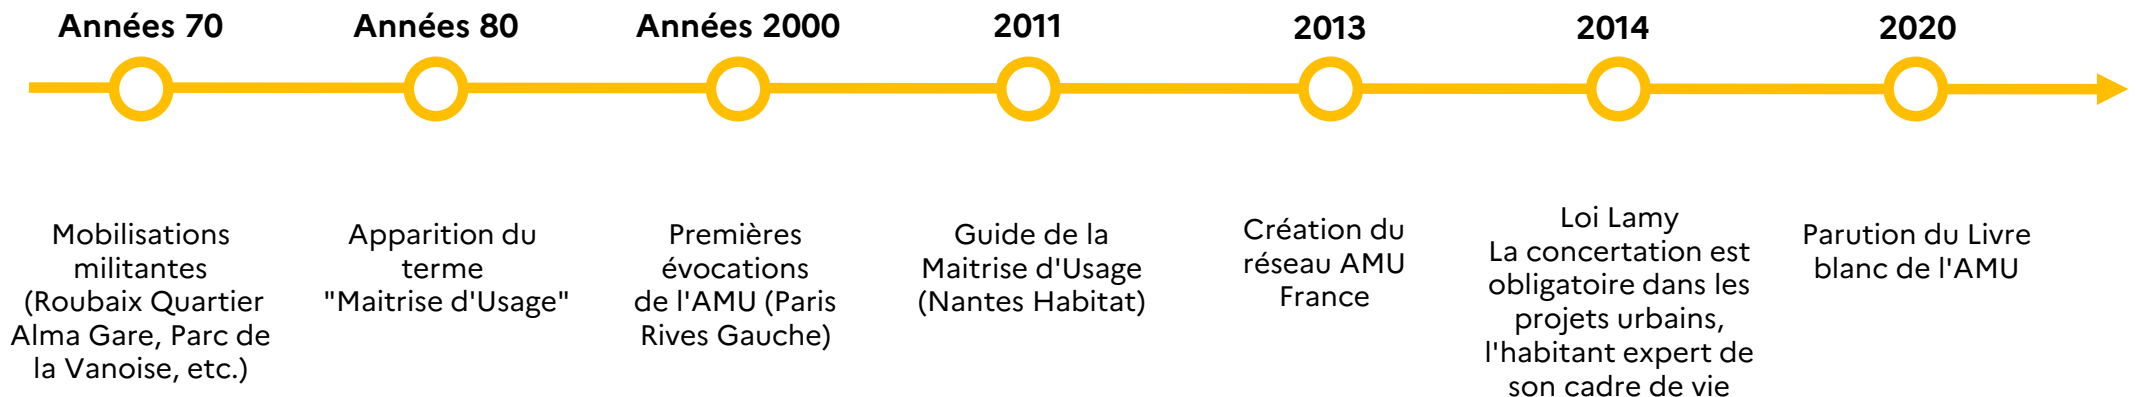 Années 70
Mobilisations
militantes
(Roubaix Quartier
Alma Gare, Parc de
la Vanoise, etc.)
Années 80
Apparition du
terme
"Maitrise d'Usage"
Années 2000
Premières
évocations
de l'AMU (Paris
Rives Gauche)
2011
Guide de la
Maitrise d'Usage
(Nantes Habitat)
2013
Création du
réseau AMU
France
2014
Loi Lamy
La concertation est
obligatoire dans les
projets urbains,
l'habitant expert de
son cadre de vie
2020
Parution du Livre
blanc de l'AMU